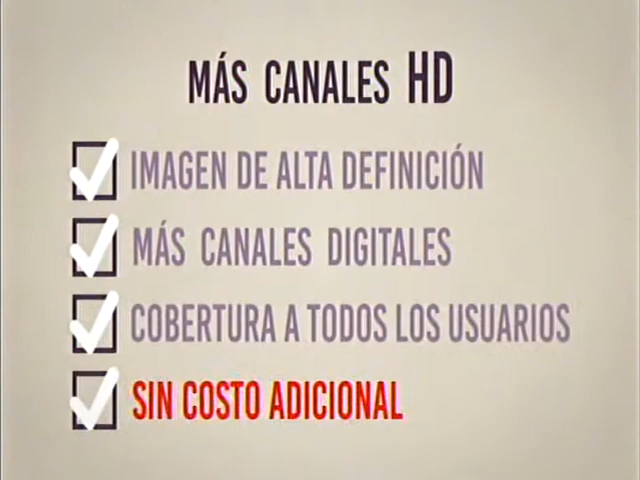 MÁS CANALES HD
IMAGEN DE ALTA DEFINICIÓN
MÁS CANALES DIGITALES
COBERTURA A TODOS LOS USUARIOS
SIN COSTO ADICIONAL